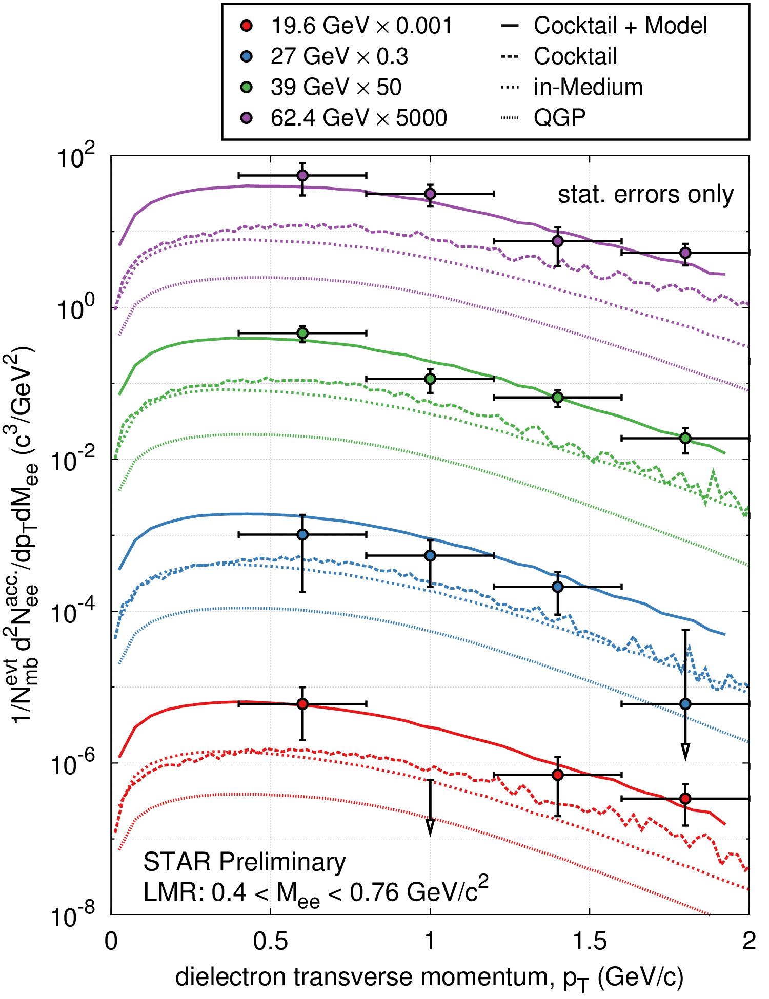 19.6 GeV × 0.001
Cocktail + Model
27 GeV × 0.3
Cocktail
39 GeV × 50
in-Medium
62.4 GeV × 5000
QGP
10^2
stat. errors only
10^0
10^-2
10^-4
10^-6
10^-8
1/N_mb^evt d^2N_ee^acc./dp_TdM_ee (c^3/GeV^2)
STAR Preliminary
LMR: 0.4 < M_ee < 0.76 GeV/c^2
0 0.5 1 1.5 2
dielectron transverse momentum, p_T (GeV/c)